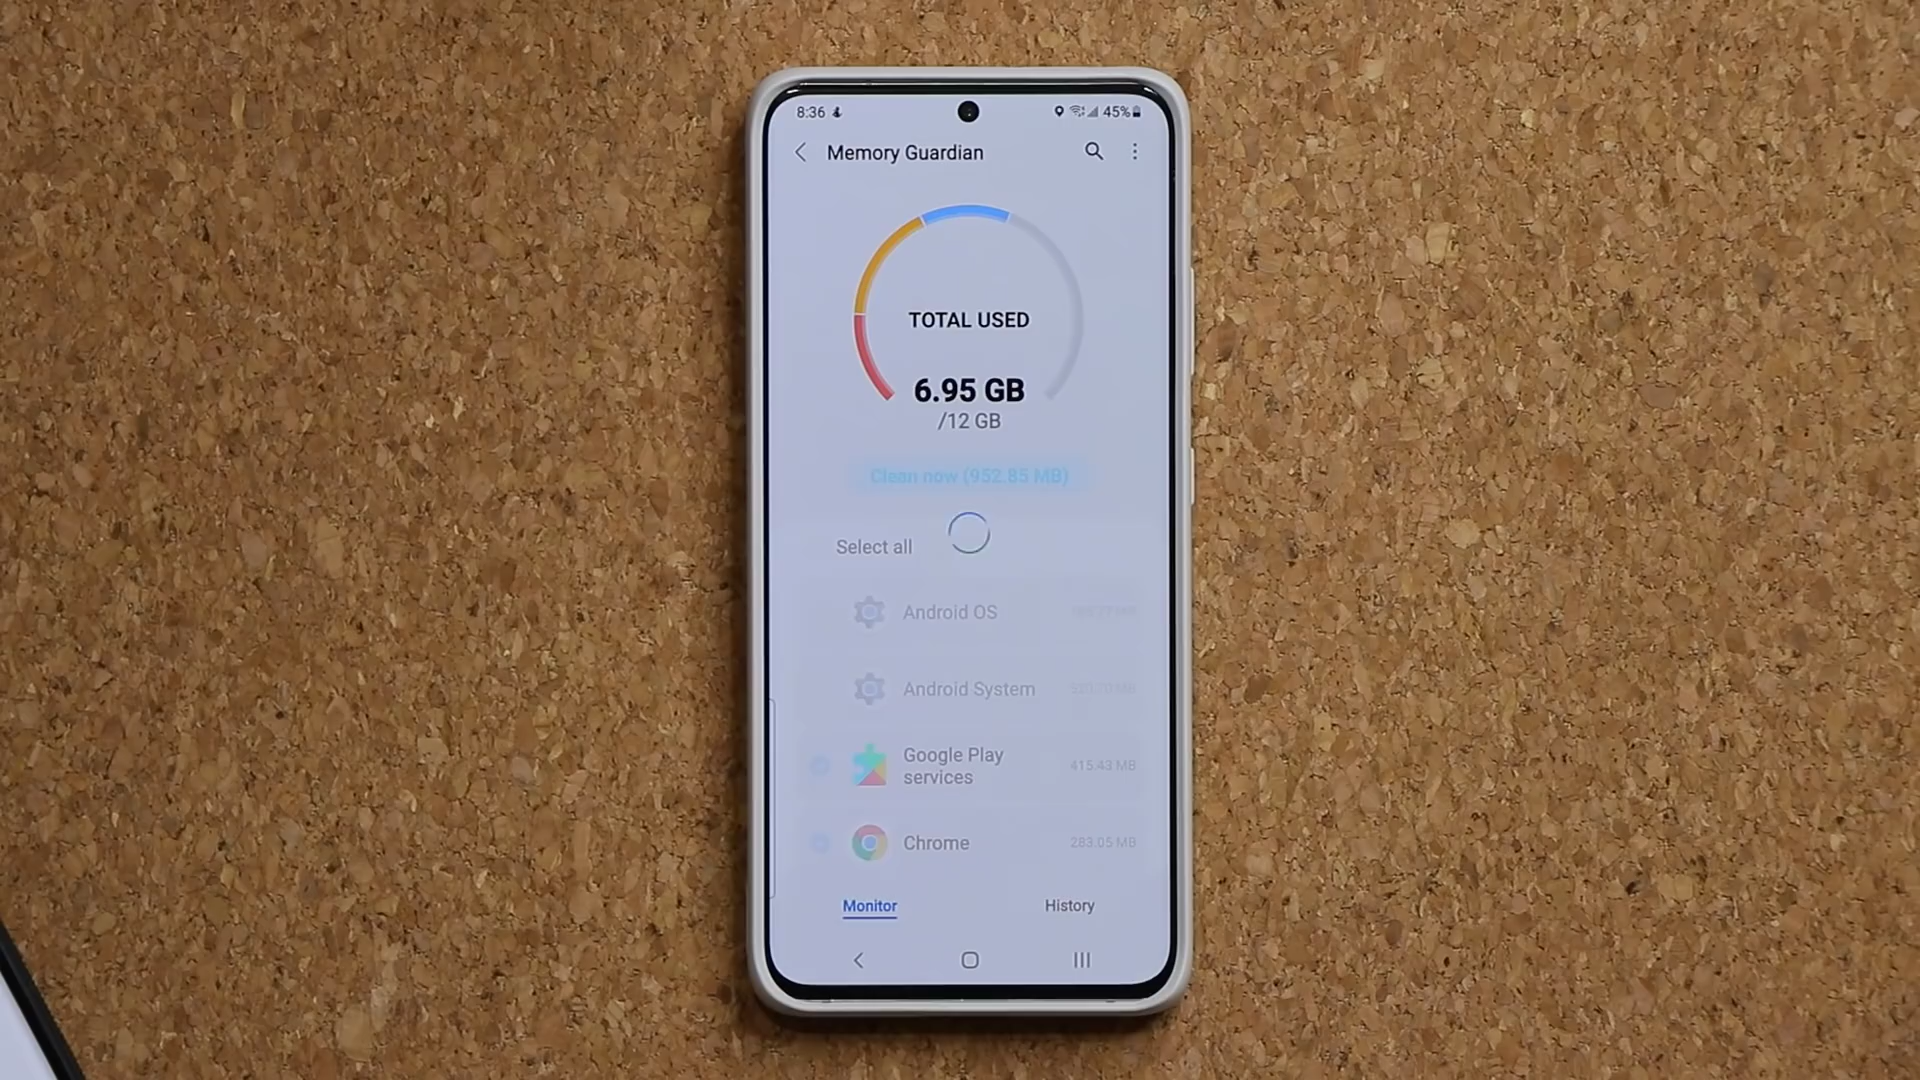 8:36
45%
Memory Guardian
TOTAL USED
6.95 GB
/12 GB
Clean now (952.85 MB)
Select all
Android OS
Android System
MB
Google Play
services
415.43 MB
Chrome
283.05 MB
Monitor
History